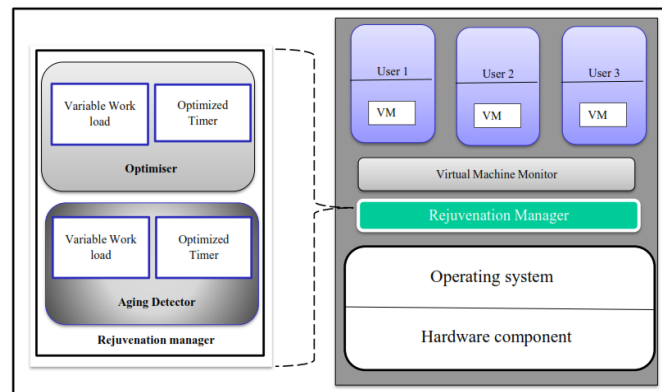 Variable Work
load
Optimized
Timer
Optimiser
Variable Work
load
Optimized
Timer
Aging Detector
Rejuvenation manager
User 1
VM
User 2
VM
User 3
VM
Virtual Machine Monitor
Rejuvenation Manager
Operating system
Hardware component